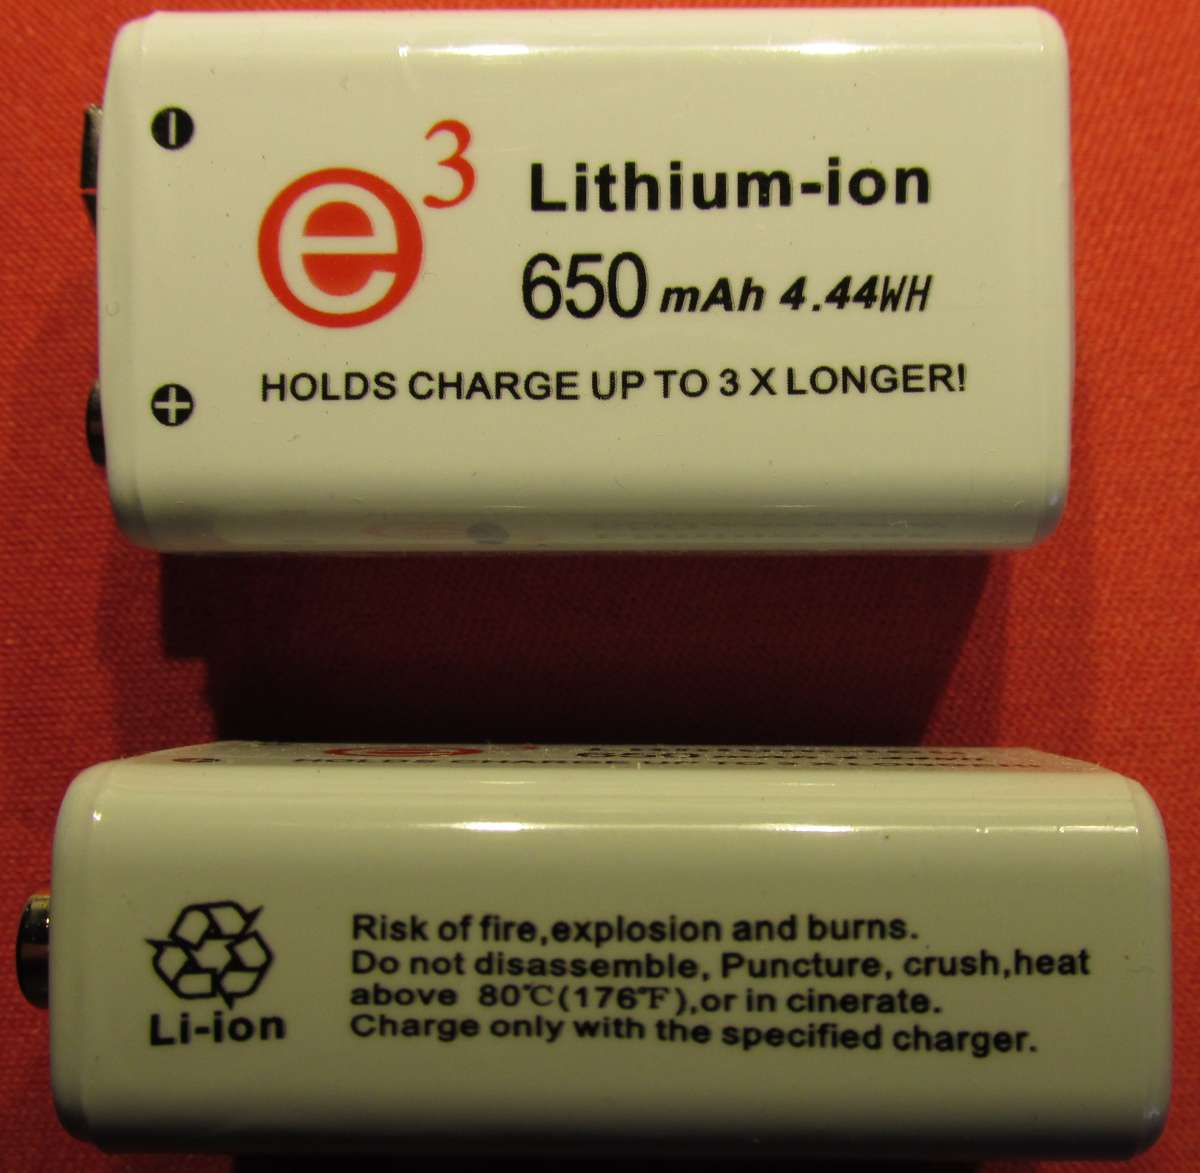 e3
Lithium-ion
650 mAh 4.44WH
HOLDS CHARGE UP TO 3 X LONGER!
Li-ion
Risk of fire,explosion and burns.
Do not disassemble, Puncture, crush,heat
above 80℃(176℉),or in cinerate.
Charge only with the specified charger.